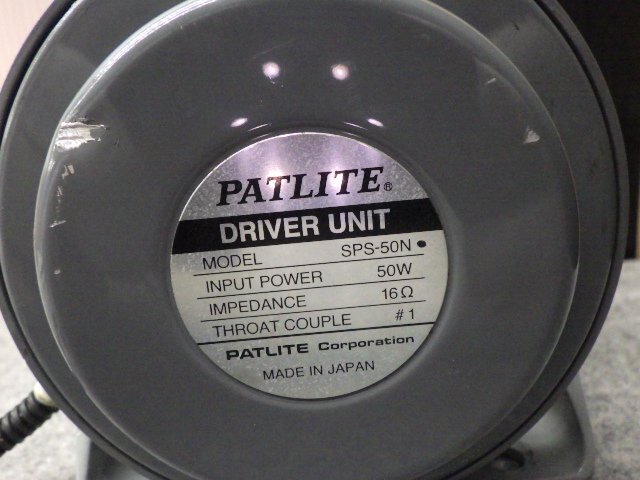 PATLITE®
DRIVER UNIT
MODEL SPS-50N •
INPUT POWER 50W
IMPEDANCE 16Ω
THROAT COUPLE #1
PATLITE Corporation
MADE IN JAPAN